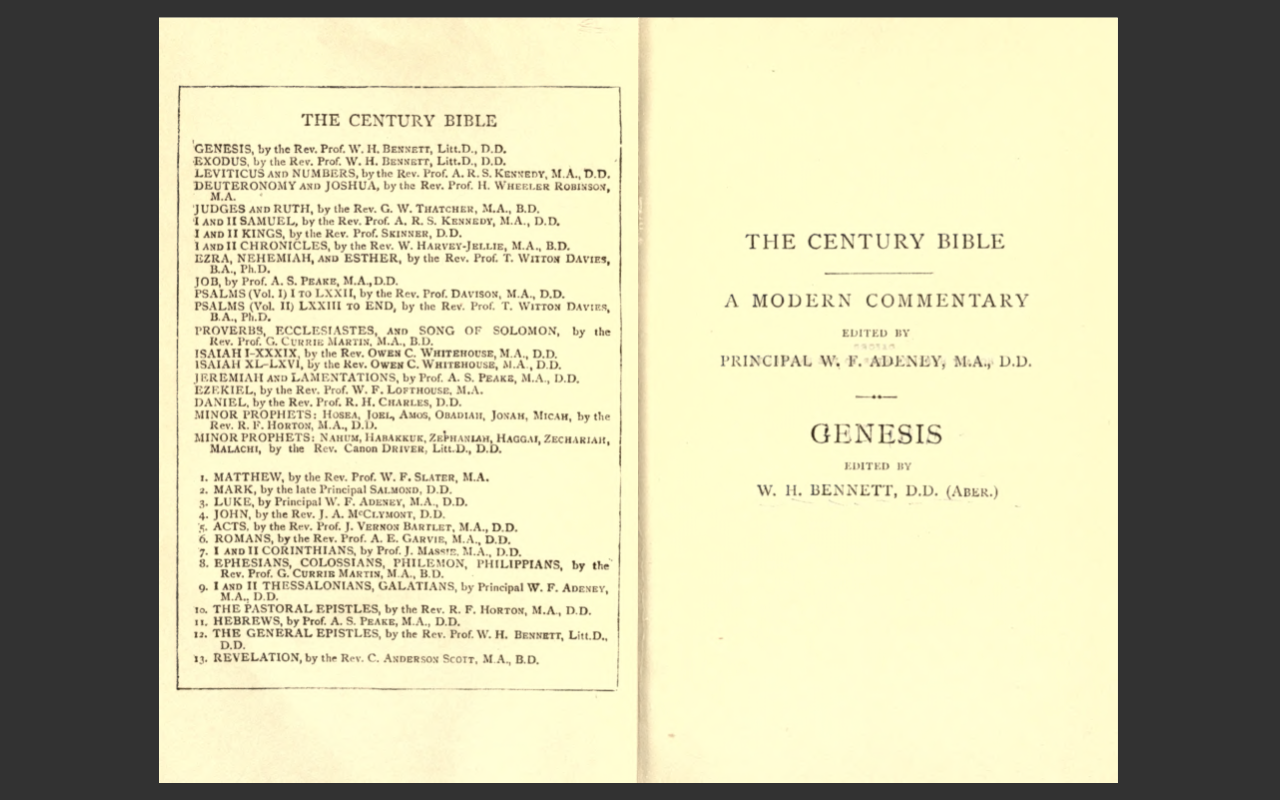 THE CENTURY BIBLE
GENESIS, by the Rev. Prof. W. H. BENNETT, Litt.D., D.D.
EXODUS, by the Rev. Prof. W. H. BENNETT, Litt.D., D.D.
LEVITICUS AND NUMBERS, by the Rev. Prof. A. R. S. KENNEDY, M.A., D.D.
DEUTERONOMY AND JOSHUA, by the Rev. Prof. H. WHEELER ROBINSON,
M.A.
JUDGES AND RUTH, by the Rev. G. W. THATCHER, M.A., B.D.
I AND II SAMUEL, by the Rev. Prof. A. R. S. KENNEDY, M.A., D.D.
I AND II KINGS, by the Rev. Prof. SKINNER, D.D.
I AND II CHRONICLES, by the Rev. W. HARVEY-JELLIE, M.A., B.D.
EZRA, NEHEMIAH, AND ESTHER, by the Rev. Prof. T. WITTON DAVIES,
B.A., Ph.D.
JOB, by Prof. A. S. PEAKE, M.A., D.D.
PSALMS (Vol. I) I TO LXXII, by the Rev. Prof. DAVISON, M.A., D.D.
PSALMS (Vol. II) LXXIII TO END, by the Rev. Prof. T. WITTON DAVIES,
B.A., Ph.D.
PROVERBS, ECCLESIASTES, AND SONG OF SOLOMON, by the
Rev. Prof. G. CURRIE MARTIN, M.A., B.D.
ISAIAH I-XXXIX, by the Rev. OWEN C. WHITEHOUSE, M.A., D.D.
ISAIAH XL-LXVI, by the Rev. OWEN C. WHITEHOUSE, M.A., D.D.
JEREMIAH AND LAMENTATIONS, by Prof. A. S. PEAKE, M.A., D.D.
EZEKIEL, by the Rev. Prof. W. F. LOFTHOUSE, M.A.
DANIEL, by the Rev. Prof. R. H. CHARLES, D.D.
MINOR PROPHETS: HOSEA, JOEL, AMOS, OBADIAH, JONAH, MICAH, by the
Rev. R. F. HORTON, M.A., D.D.
MINOR PROPHETS: NAHUM, HABAKKUK, ZEPHANIAH, HAGGAI, ZECHARIAH,
MALACHI, by the Rev. Canon DRIVER, Litt.D., D.D.
1. MATTHEW, by the Rev. Prof. W. F. SLATER, M.A.
2. MARK, by the late Principal SALMOND, D.D.
3. LUKE, by Principal W. F. ADENEY, M.A., D.D.
4. JOHN, by the Rev. J. A. McCLYMONT, D.D.
5. ACTS, by the Rev. Prof. J. VERNON BARTLET, M.A., D.D.
6. ROMANS, by the Rev. Prof. A. E. GARVIE, M.A., D.D.
7. I AND II CORINTHIANS, by Prof. J. MASSIE, M.A., D.D.
8. EPHESIANS, COLOSSIANS, PHILEMON, PHILIPPIANS, by the
Rev. Prof. G. CURRIE MARTIN, M.A., B.D.
9. I AND II THESSALONIANS, GALATIANS, by Principal W. F. ADENEY,
M.A., D.D.
10. THE PASTORAL EPISTLES, by the Rev. R. F. HORTON, M.A., D.D.
11. HEBREWS, by Prof. A. S. PEAKE, M.A., D.D.
12. THE GENERAL EPISTLES, by the Rev. Prof. W. H. BENNETT, Litt.D.,
D.D.
13. REVELATION, by the Rev. C. ANDERSON SCOTT, M.A., B.D.
THE CENTURY BIBLE
A MODERN COMMENTARY
EDITED BY
PRINCIPAL W. F. ADENEY, M.A., D.D.
GENESIS
EDITED BY
W. H. BENNETT, D.D. (ABER.)